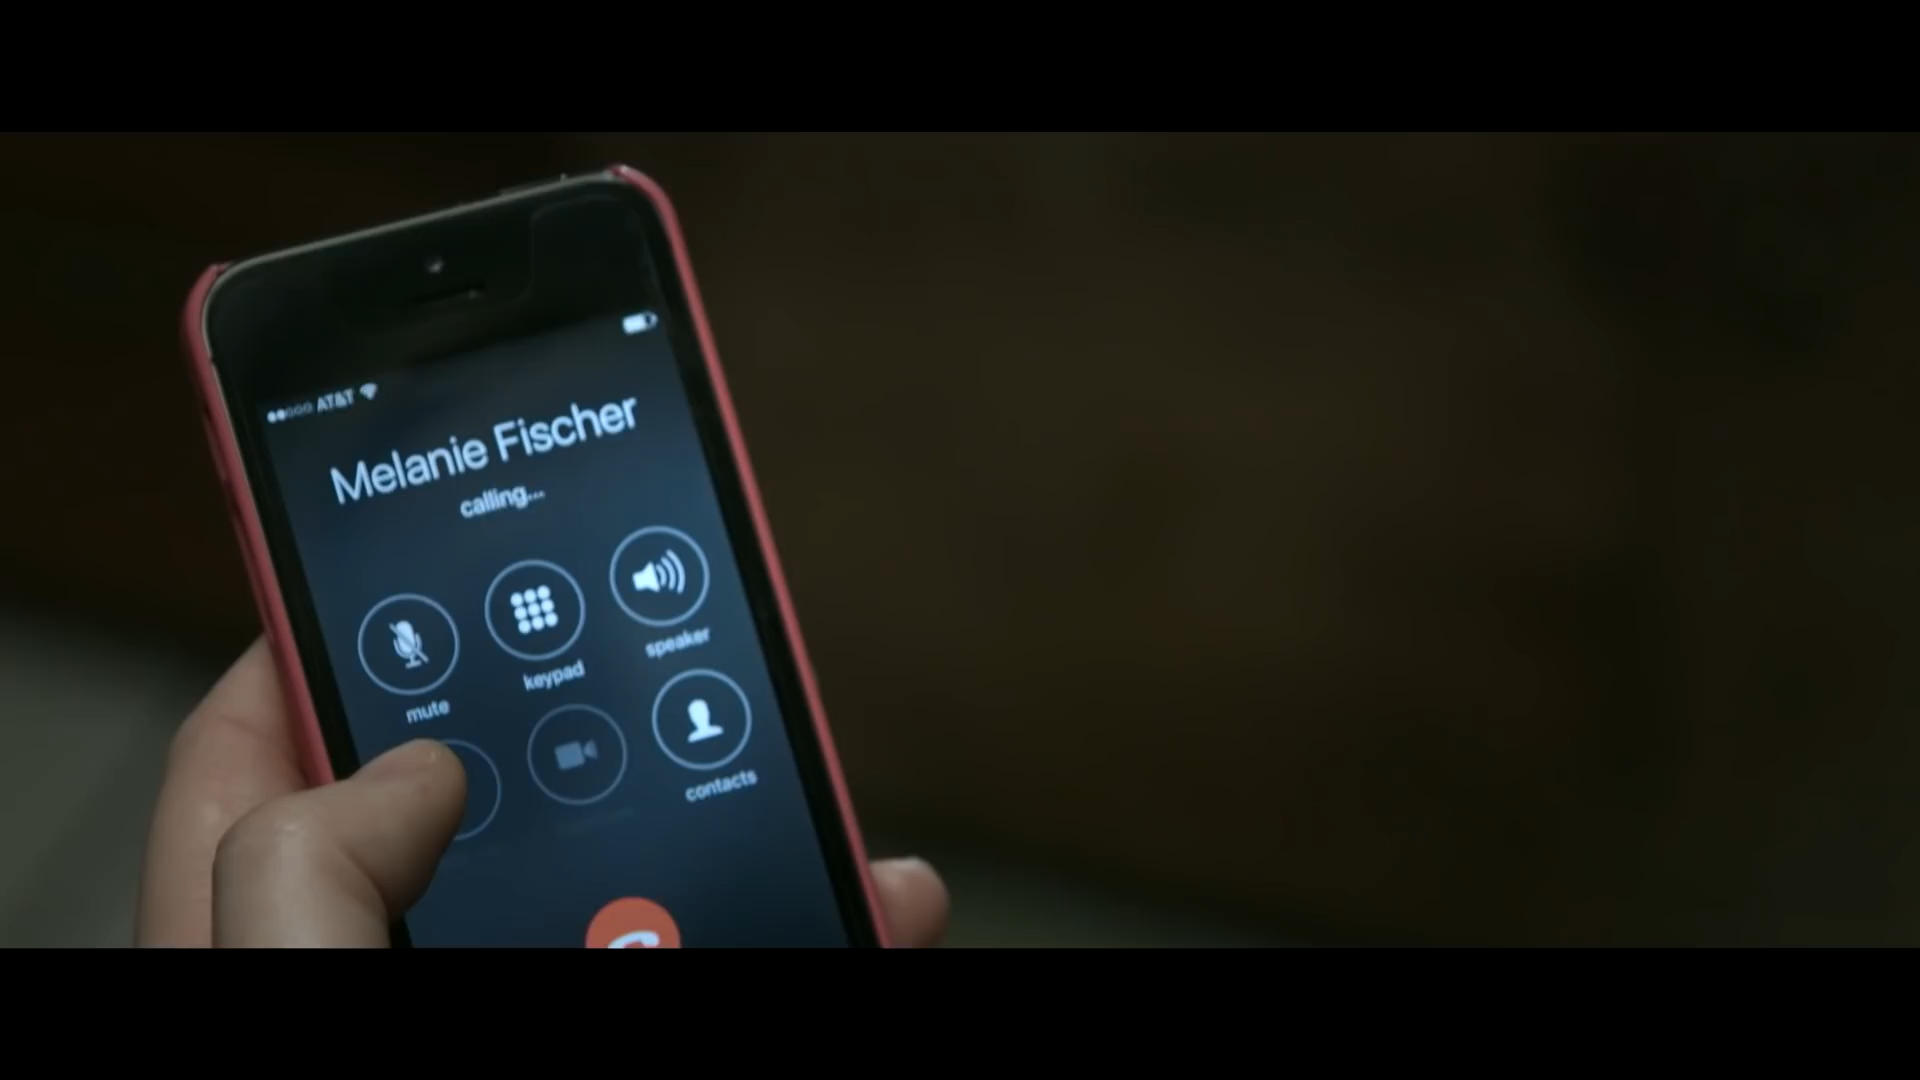 AT&T
Melanie Fischer
calling...
mute
keypad
speaker
contacts